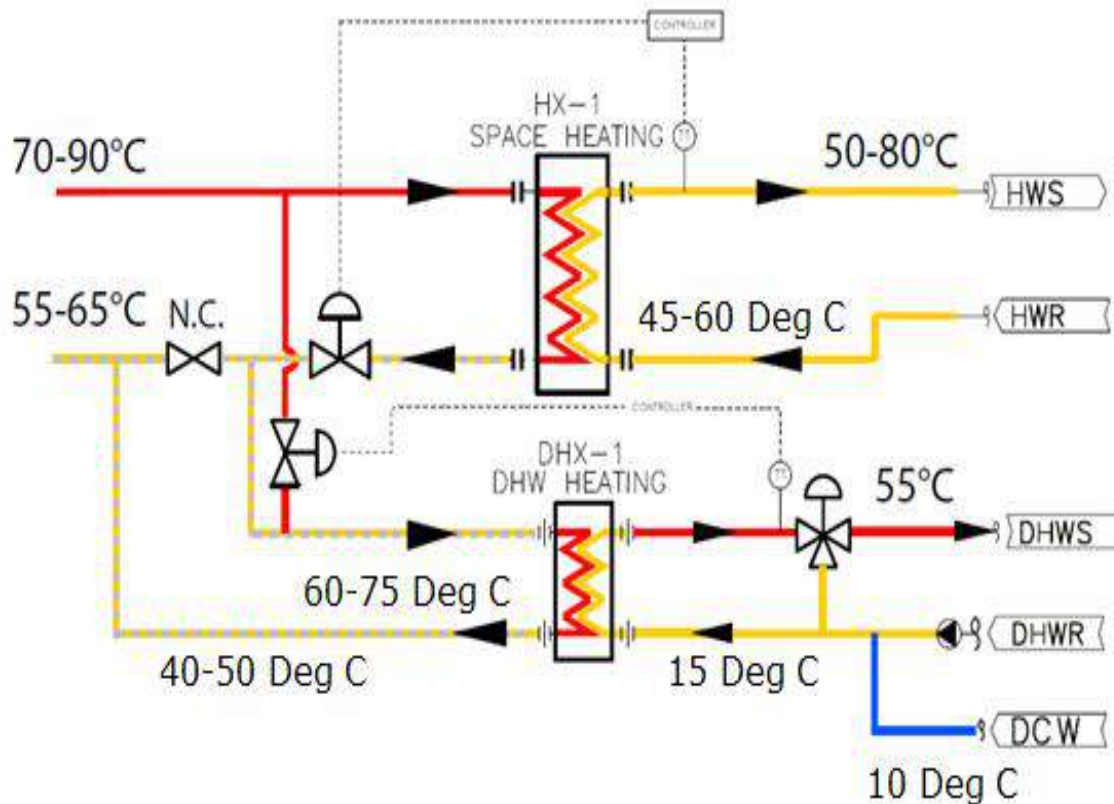 CONTROLLER
HX-1
SPACE HEATING
TT
70-90°C
50-80°C
HWS
55-65°C
N.C.
45-60 Deg C
HWR
CONTROLLER
DHX-1
DHW HEATING
TT
55°C
DHWS
60-75 Deg C
DHWR
40-50 Deg C
15 Deg C
DCW
10 Deg C